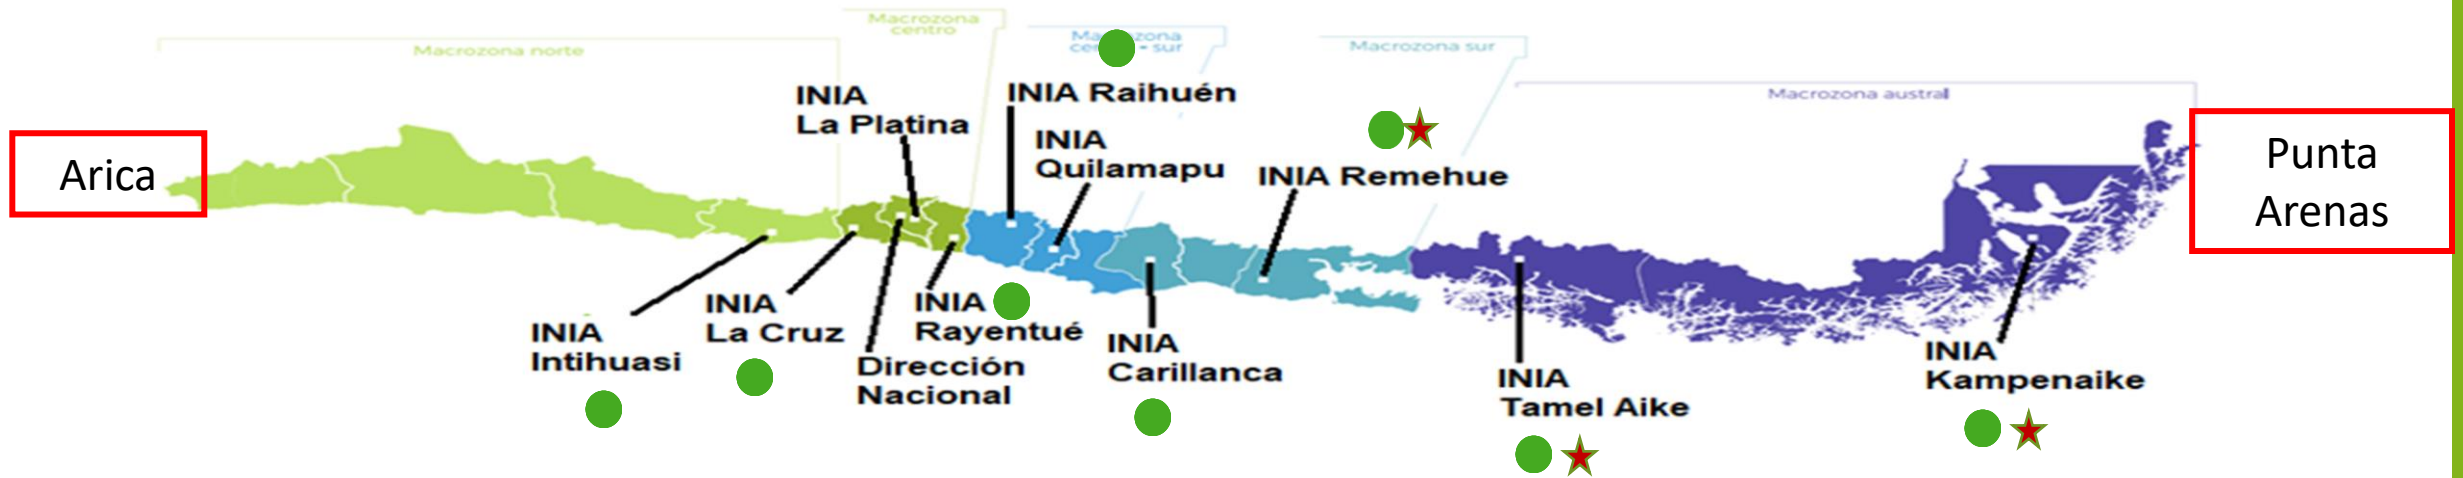 Macrozona norte
Macrozona
centro
Macrozona sur
Macrozona austral
Arica
Punta
Arenas
INIA
La Platina
INIA Raihuén
INIA
Quilamapu
INIA Remehue
INIA
Intihuasi
INIA
La Cruz
Dirección
Nacional
INIA
Rayentué
INIA
Carillanca
INIA
Tamel Aike
INIA
Kampenaike